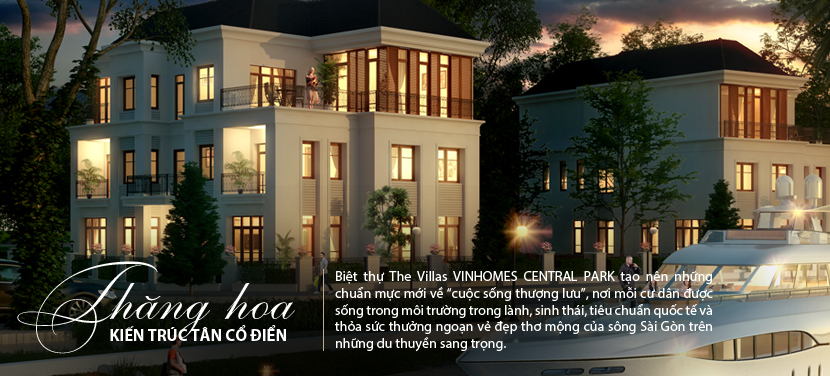 Thăng hoa
KIẾN TRÚC TÂN CỔ ĐIỂN
Biệt thự The Villas VINHOMES CENTRAL PARK tạo nên những
chuẩn mực mới về “cuộc sống thượng lưu”, nơi mỗi cư dân được
sống trong môi trường trong lành, sinh thái, tiêu chuẩn quốc tế và
thỏa sức thưởng ngoạn vẻ đẹp thơ mộng của sông Sài Gòn trên
những du thuyền sang trọng.